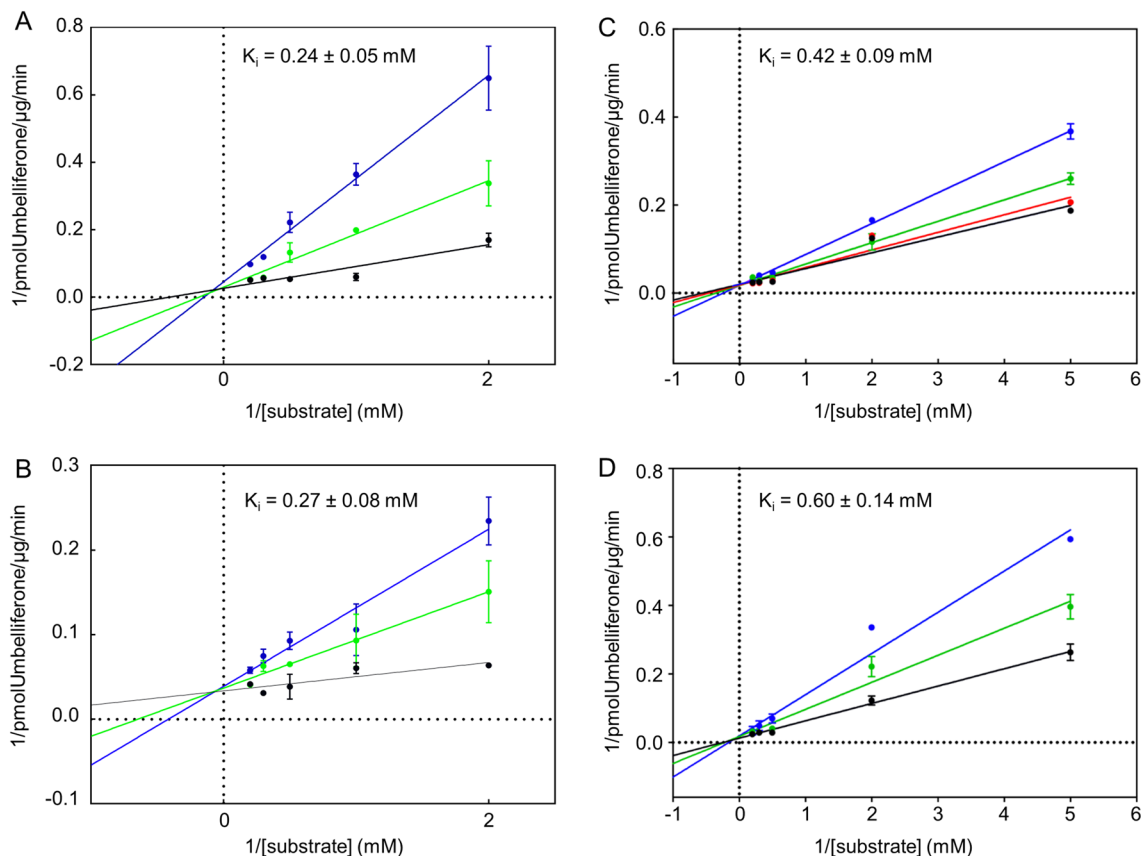 A
K_i = 0.24 ± 0.05 mM
1/pmolUmbelliferone/µg/min
0.8
0.6
0.4
0.2
0.0
-0.2
0
2
1/[substrate] (mM)
C
K_i = 0.42 ± 0.09 mM
1/pmolUmbelliferone/µg/min
0.6
0.4
0.2
0.0
-1
0
1
2
3
4
5
6
1/[substrate] (mM)
B
K_i = 0.27 ± 0.08 mM
1/pmolUmbelliferone/µg/min
0.3
0.2
0.1
0.0
-0.1
0
2
1/[substrate] (mM)
D
K_i = 0.60 ± 0.14 mM
1/pmolUmbelliferone/µg/min
0.8
0.6
0.4
0.2
0.0
-1
0
1
2
3
4
5
6
1/[substrate] (mM)